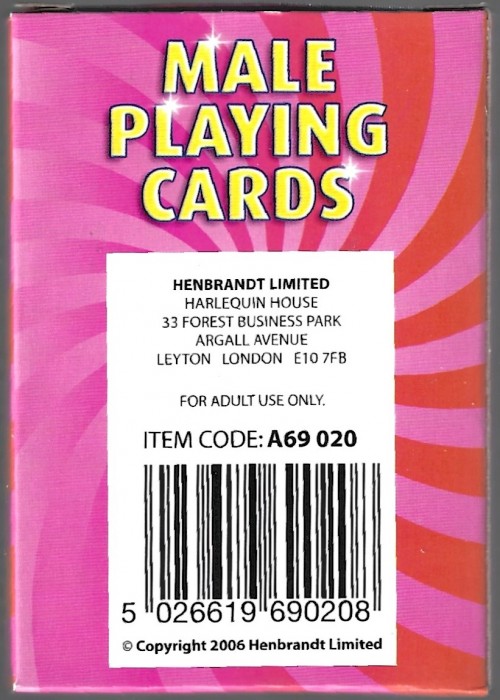 MALE
PLAYING
CARDS
HENBRANDT LIMITED
HARLEQUIN HOUSE
33 FOREST BUSINESS PARK
ARGALL AVENUE
LEYTON LONDON E10 7FB
FOR ADULT USE ONLY.
ITEM CODE: A69 020
5 026619 690208
© Copyright 2006 Henbrandt Limited